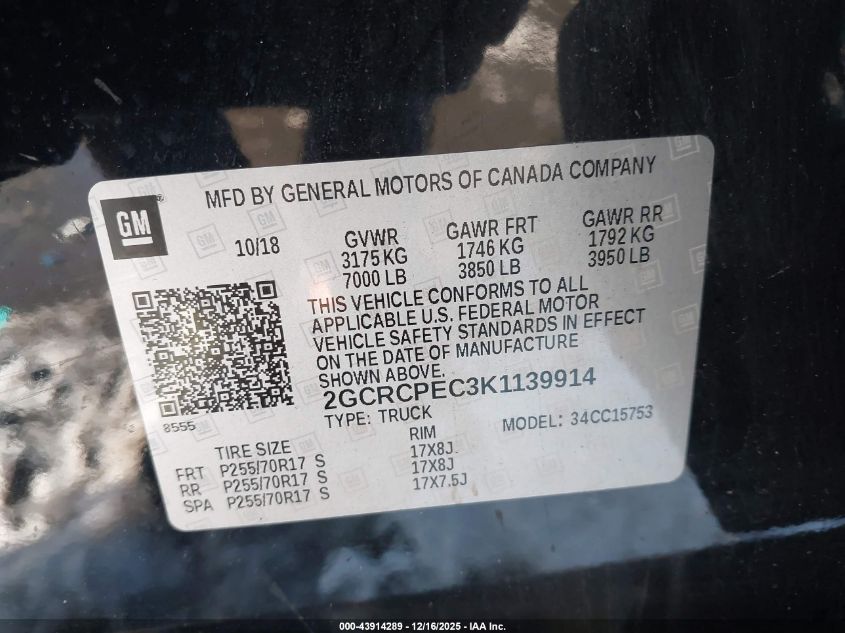 MFD BY GENERAL MOTORS OF CANADA COMPANY
GM®
10/18
GVWR
3175 KG
7000 LB
GAWR FRT
1746 KG
3850 LB
GAWR RR
1792 KG
3950 LB
THIS VEHICLE CONFORMS TO ALL
APPLICABLE U.S. FEDERAL MOTOR
VEHICLE SAFETY STANDARDS IN EFFECT
ON THE DATE OF MANUFACTURE
SHOWN ABOVE.
2GCRCPEC3K1139914
TYPE: TRUCK
MODEL: 34CC15753
8555
TIRE SIZE RIM
FRT P255/70R17 S 17X8J
RR P255/70R17 S 17X8J
SPA P255/70R17 S 17X7.5J
000-43914289 - 12/16/2025 - IAA Inc.